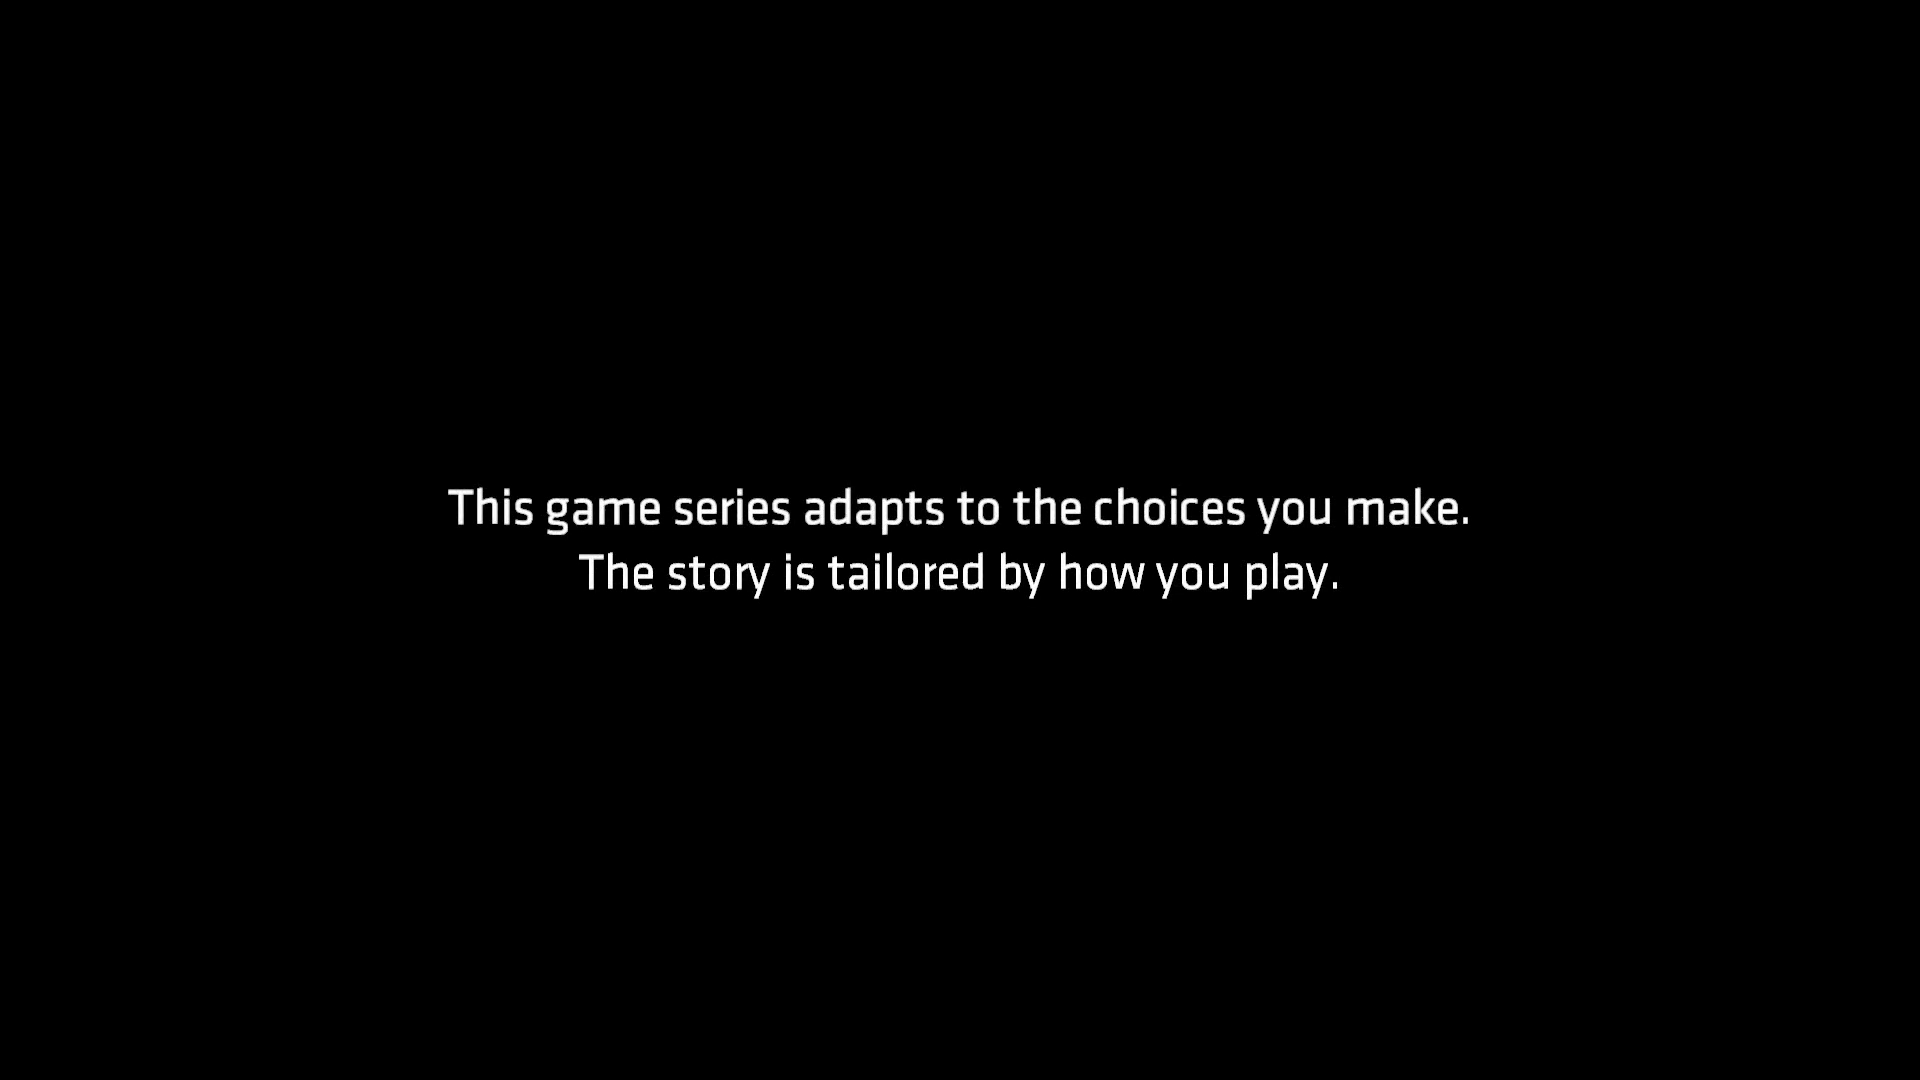 This game series adapts to the choices you make.
The story is tailored by how you play.